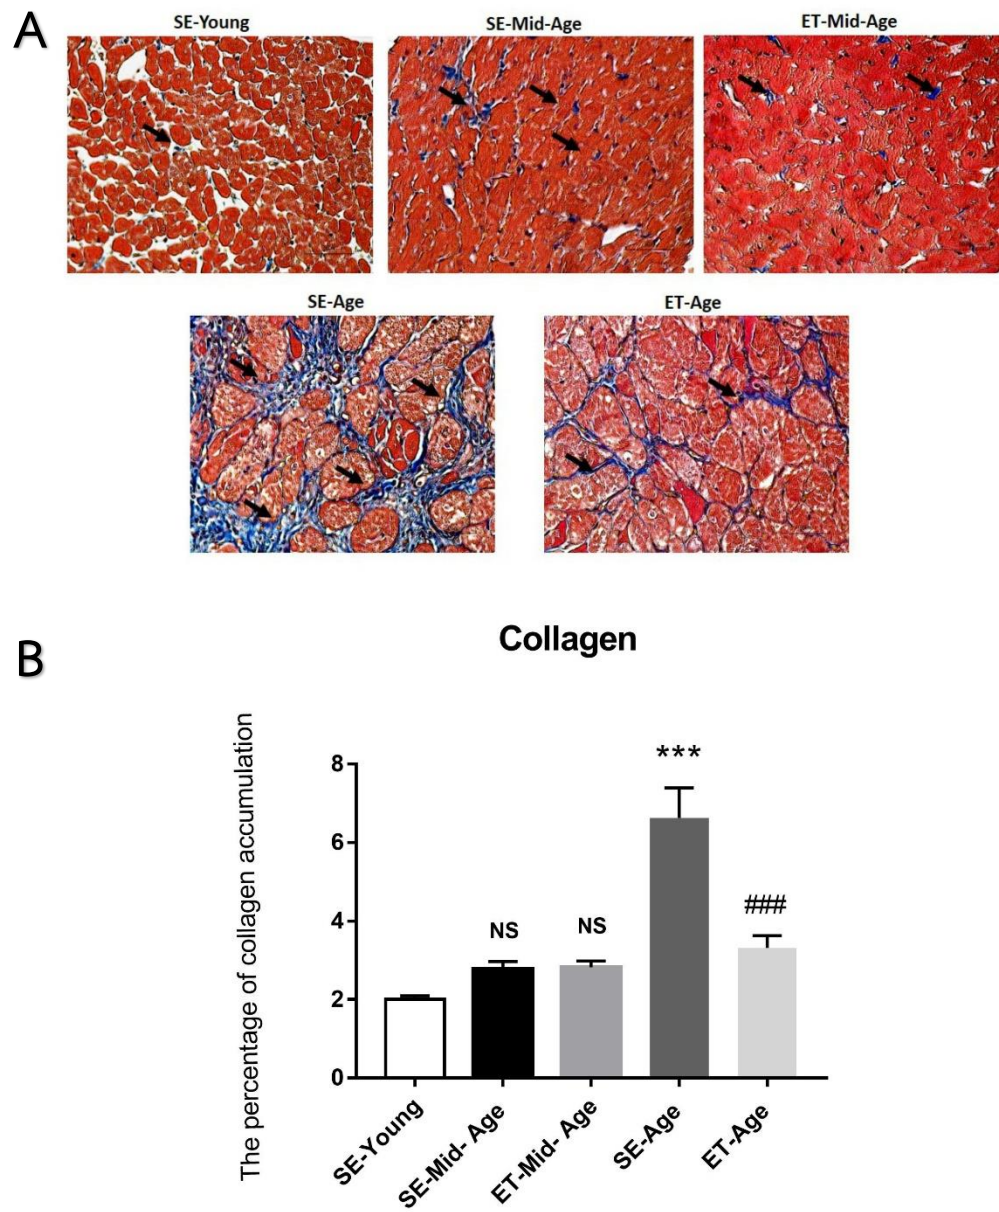 A
SE-Young
SE-Mid-Age
ET-Mid-Age
SE-Age
ET-Age
B
Collagen
The percentage of collagen accumulation
8
6
4
2
0
NS
NS
***
###
SE-Young
SE-Mid- Age
ET-Mid- Age
SE-Age
ET-Age